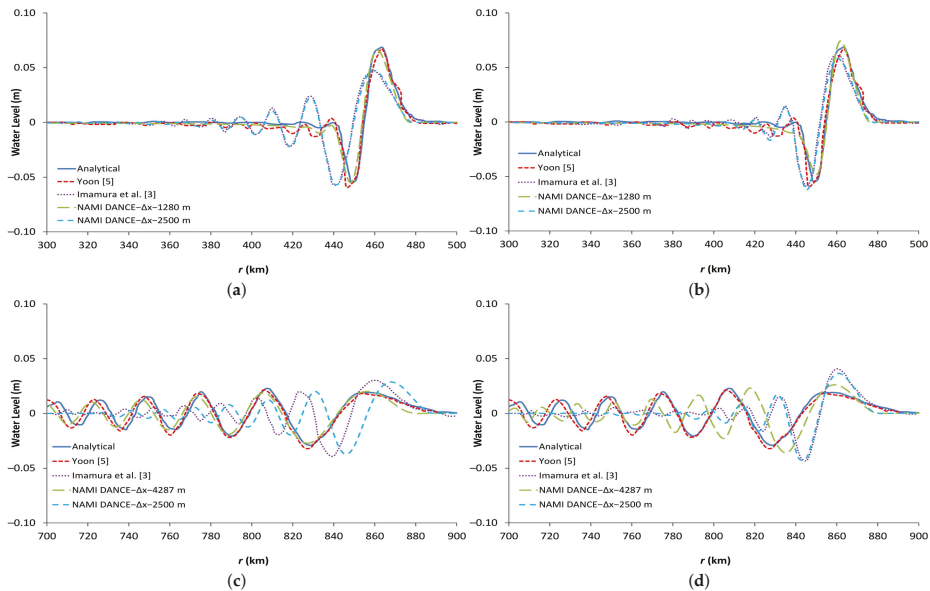 (a)
Water Level (m)
0.10
0.05
0
−0.05
−0.10
Analytical
Yoon [5]
Imamura et al. [3]
NAMI DANCE−Δx−1280 m
NAMI DANCE−Δx−2500 m
300 320 340 360 380 400 420 440 460 480 500
r (km)
(b)
Water Level (m)
0.10
0.05
0
−0.05
−0.10
Analytical
Yoon [5]
Imamura et al. [3]
NAMI DANCE−Δx−1280 m
NAMI DANCE−Δx−2500 m
300 320 340 360 380 400 420 440 460 480 500
r (km)
(c)
Water Level (m)
0.10
0.05
0
−0.05
−0.10
Analytical
Yoon [5]
Imamura et al. [3]
NAMI DANCE−Δx−4287 m
NAMI DANCE−Δx−2500 m
700 720 740 760 780 800 820 840 860 880 900
r (km)
(d)
Water Level (m)
0.10
0.05
0
−0.05
−0.10
Analytical
Yoon [5]
Imamura et al. [3]
NAMI DANCE−Δx−4287 m
NAMI DANCE−Δx−2500 m
700 720 740 760 780 800 820 840 860 880 900
r (km)